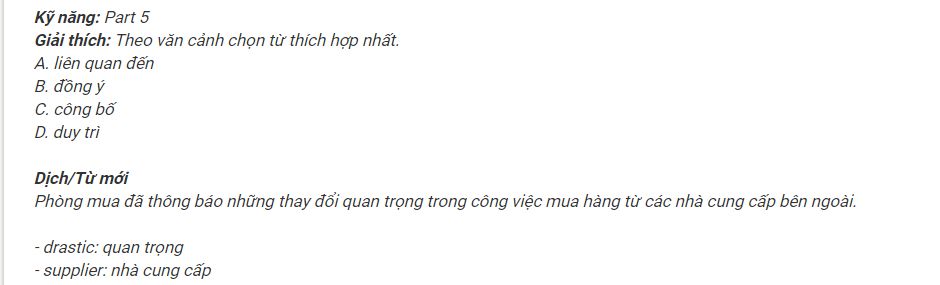 Kỹ năng: Part 5
Giải thích: Theo văn cảnh chọn từ thích hợp nhất.
A. liên quan đến
B. đồng ý
C. công bố
D. duy trì
Dịch/Từ mới
Phòng mua đã thông báo những thay đổi quan trọng trong công việc mua hàng từ các nhà cung cấp bên ngoài.
- drastic: quan trọng
- supplier: nhà cung cấp